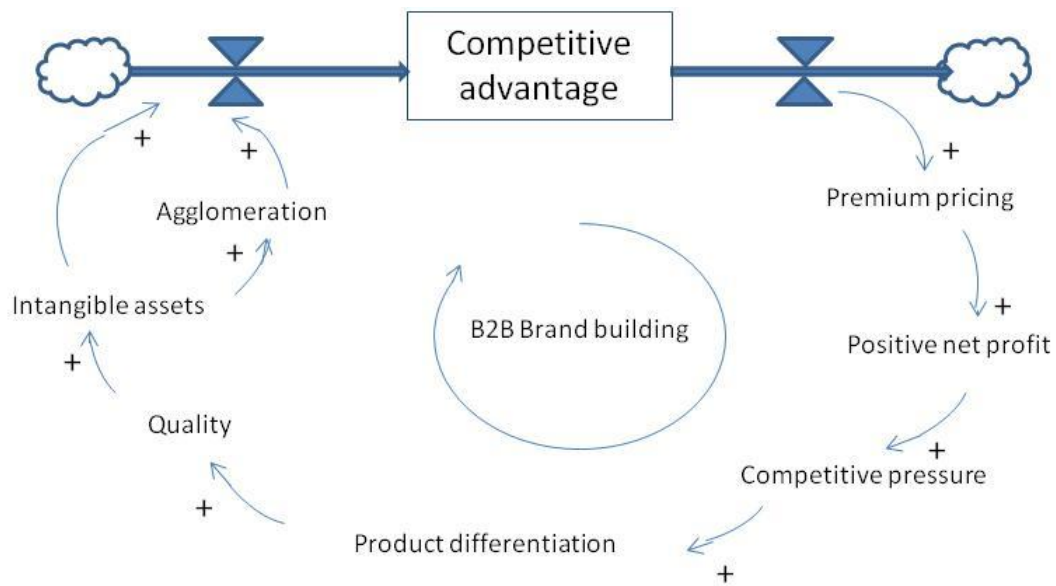 Competitive
advantage
+
+
+
Agglomeration
Premium pricing
+
Intangible assets
+
B2B Brand building
Positive net profit
+
Quality
+
Competitive pressure
+
Product differentiation
+